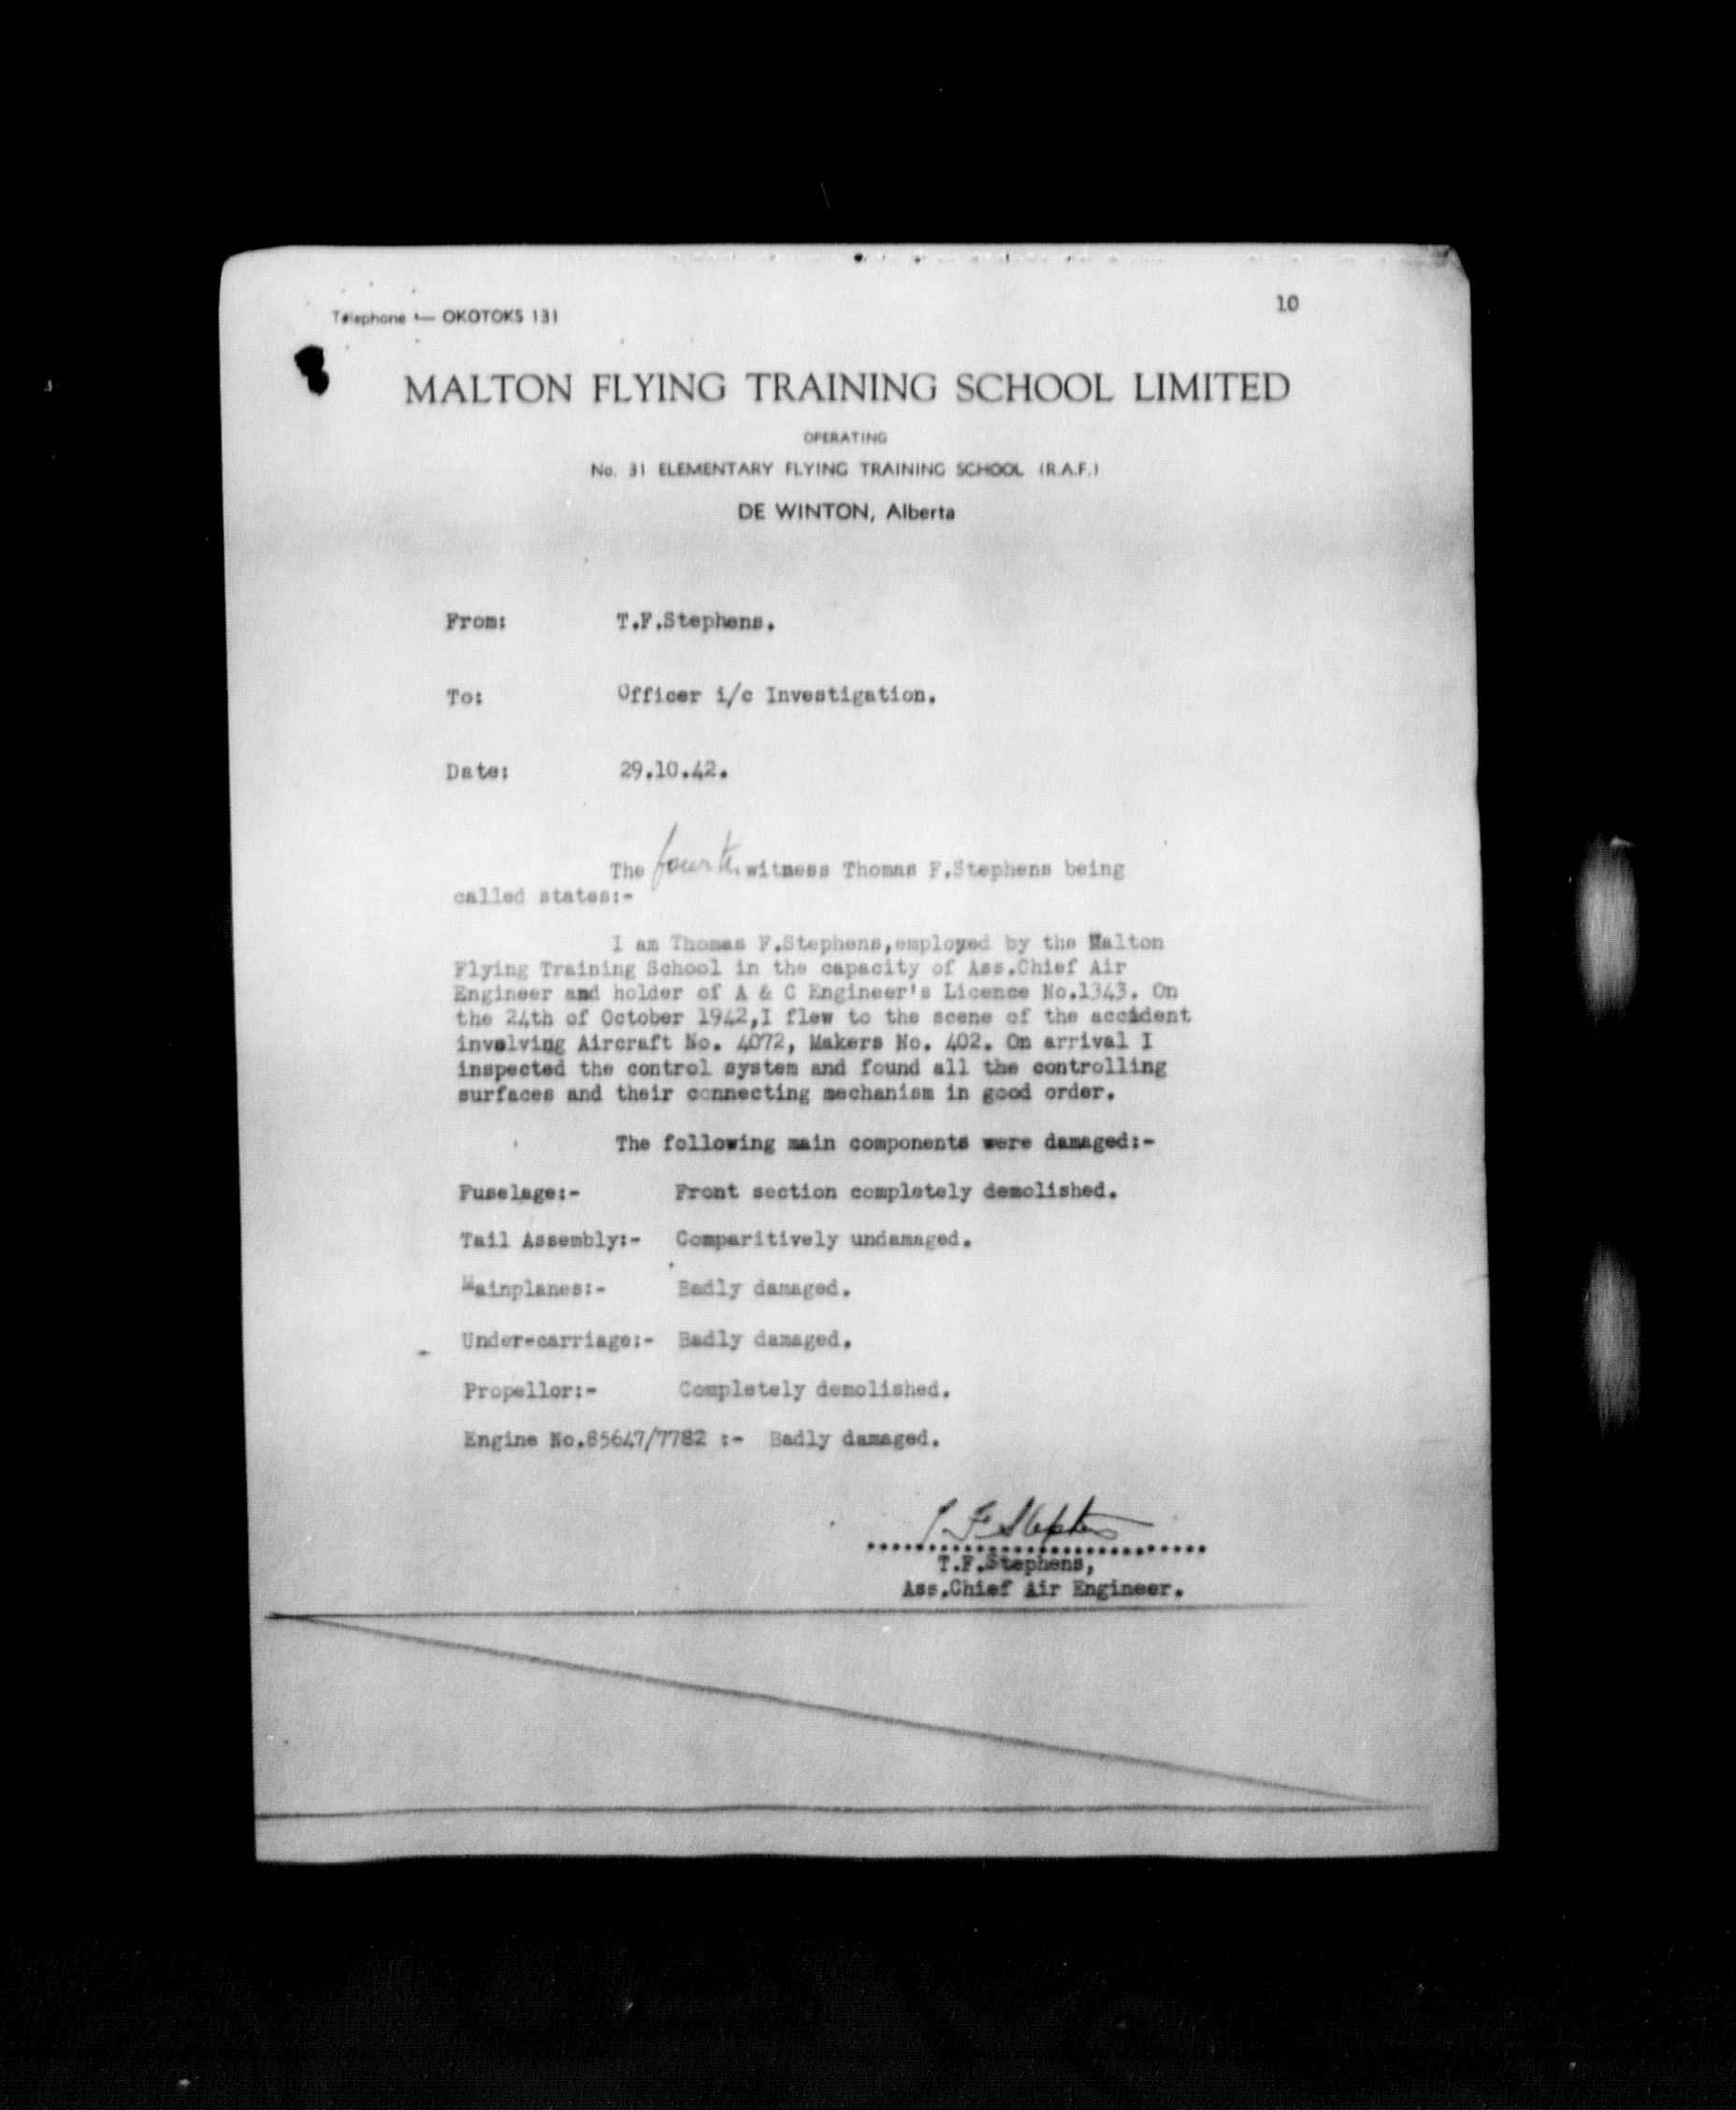 Telephone :— OKOTOKS 131
10
MALTON FLYING TRAINING SCHOOL LIMITED
OPERATING
No. 31 ELEMENTARY FLYING TRAINING SCHOOL (R.A.F.)
DE WINTON, Alberta
From: T.F.Stephens.
To: Officer i/c Investigation.
Date: 29.10.42.
The fourth witness Thomas F.Stephens being
called states:-
I am Thomas F.Stephens,employed by the Malton
Flying Training School in the capacity of Ass.Chief Air
Engineer and holder of A & C Engineer's Licence No.1343. On
the 24th of October 1942,I flew to the scene of the accident
involving Aircraft No. 4072, Makers No. 402. On arrival I
inspected the control system and found all the controlling
surfaces and their connecting mechanism in good order.
The following main components were damaged:-
Fuselage:- Front section completely demolished.
Tail Assembly:- Comparitively undamaged.
Mainplanes:- Badly damaged.
Under-carriage:- Badly damaged.
Propellor:- Completely demolished.
Engine No.85647/7782 :- Badly damaged.
T F Stephens
T.F.Stephens,
Ass.Chief Air Engineer.